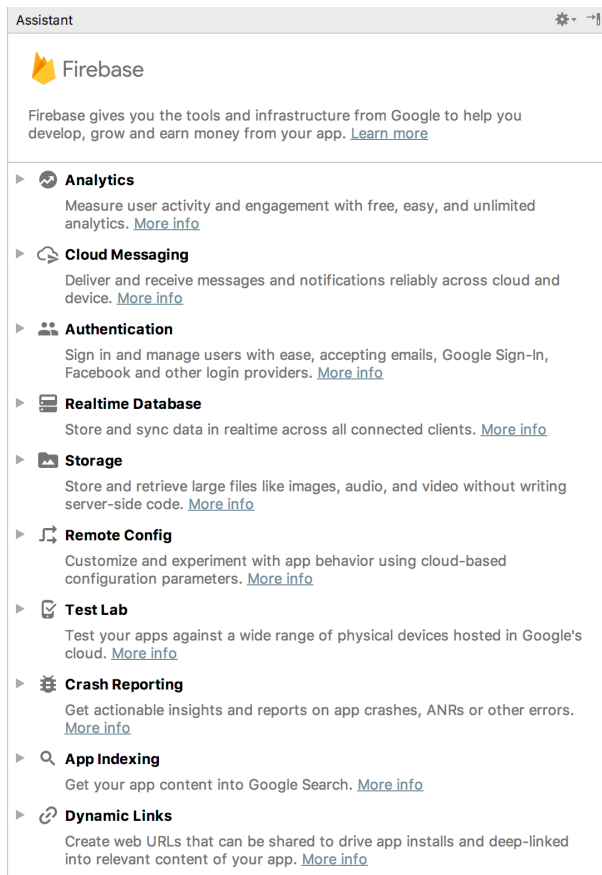 Assistant
Firebase
Firebase gives you the tools and infrastructure from Google to help you
develop, grow and earn money from your app. Learn more
Analytics
Measure user activity and engagement with free, easy, and unlimited
analytics. More info
Cloud Messaging
Deliver and receive messages and notifications reliably across cloud and
device. More info
Authentication
Sign in and manage users with ease, accepting emails, Google Sign-In,
Facebook and other login providers. More info
Realtime Database
Store and sync data in realtime across all connected clients. More info
Storage
Store and retrieve large files like images, audio, and video without writing
server-side code. More info
Remote Config
Customize and experiment with app behavior using cloud-based
configuration parameters. More info
Test Lab
Test your apps against a wide range of physical devices hosted in Google's
cloud. More info
Crash Reporting
Get actionable insights and reports on app crashes, ANRs or other errors.
More info
App Indexing
Get your app content into Google Search. More info
Dynamic Links
Create web URLs that can be shared to drive app installs and deep-linked
into relevant content of your app. More info